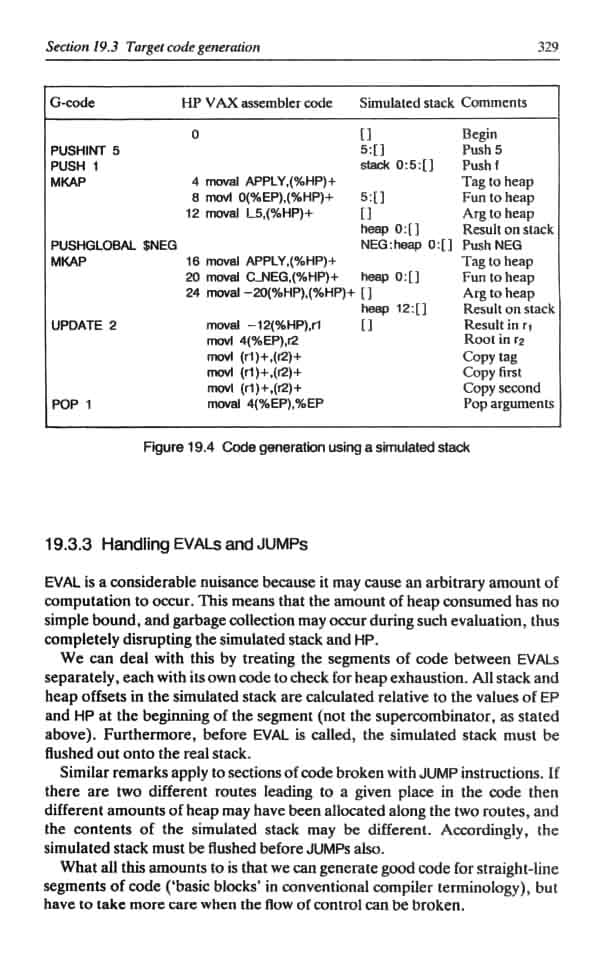 Section 19.3 Target code generation 329
G-code HP VAX assembler code Simulated stack Comments
0 [] Begin
PUSHINT 5 5:[] Push 5
PUSH 1 stack 0:5:[] Push f
MKAP 4 moval APPLY,(%HP)+ Tag to heap
8 movl 0(%EP),(%HP)+ 5:[] Fun to heap
12 moval I_5,(%HP)+ [] Arg to heap
heap 0:[] Result on stack
PUSHGLOBAL $NEG NEG:heap 0:[] Push NEG
MKAP 16 moval APPLY,(%HP)+ Tag to heap
20 moval C_NEG,(%HP)+ heap 0:[] Fun to heap
24 moval −20(%HP),(%HP)+ [] Arg to heap
heap 12:[] Result on stack
UPDATE 2 moval −12(%HP),r1 [] Result in r1
movl 4(%EP),r2 Root in r2
movl (r1)+,(r2)+ Copy tag
movl (r1)+,(r2)+ Copy first
movl (r1)+,(r2)+ Copy second
POP 1 moval 4(%EP),%EP Pop arguments
Figure 19.4 Code generation using a simulated stack
19.3.3 Handling EVALs and JUMPs
EVAL is a considerable nuisance because it may cause an arbitrary amount of
computation to occur. This means that the amount of heap consumed has no
simple bound, and garbage collection may occur during such evaluation, thus
completely disrupting the simulated stack and HP.
We can deal with this by treating the segments of code between EVALs
separately, each with its own code to check for heap exhaustion. All stack and
heap offsets in the simulated stack are calculated relative to the values of EP
and HP at the beginning of the segment (not the supercombinator, as stated
above). Furthermore, before EVAL is called, the simulated stack must be
flushed out onto the real stack.
Similar remarks apply to sections of code broken with JUMP instructions. If
there are two different routes leading to a given place in the code then
different amounts of heap may have been allocated along the two routes, and
the contents of the simulated stack may be different. Accordingly, the
simulated stack must be flushed before JUMPs also.
What all this amounts to is that we can generate good code for straight-line
segments of code (‘basic blocks’ in conventional compiler terminology), but
have to take more care when the flow of control can be broken.